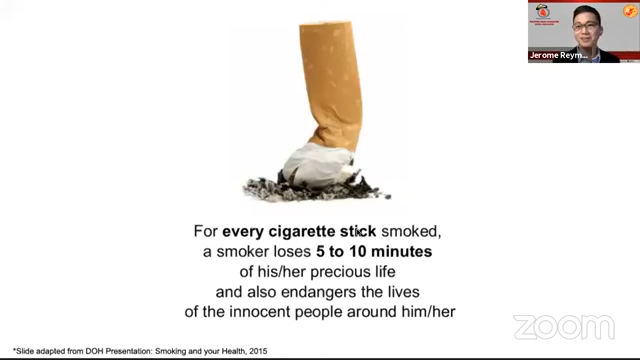 Jerome Reym...
For every cigarette stick smoked,
a smoker loses 5 to 10 minutes
of his/her precious life
and also endangers the lives
of the innocent people around him/her
zoom
*Slide adapted from DOH Presentation: Smoking and your Health, 2015